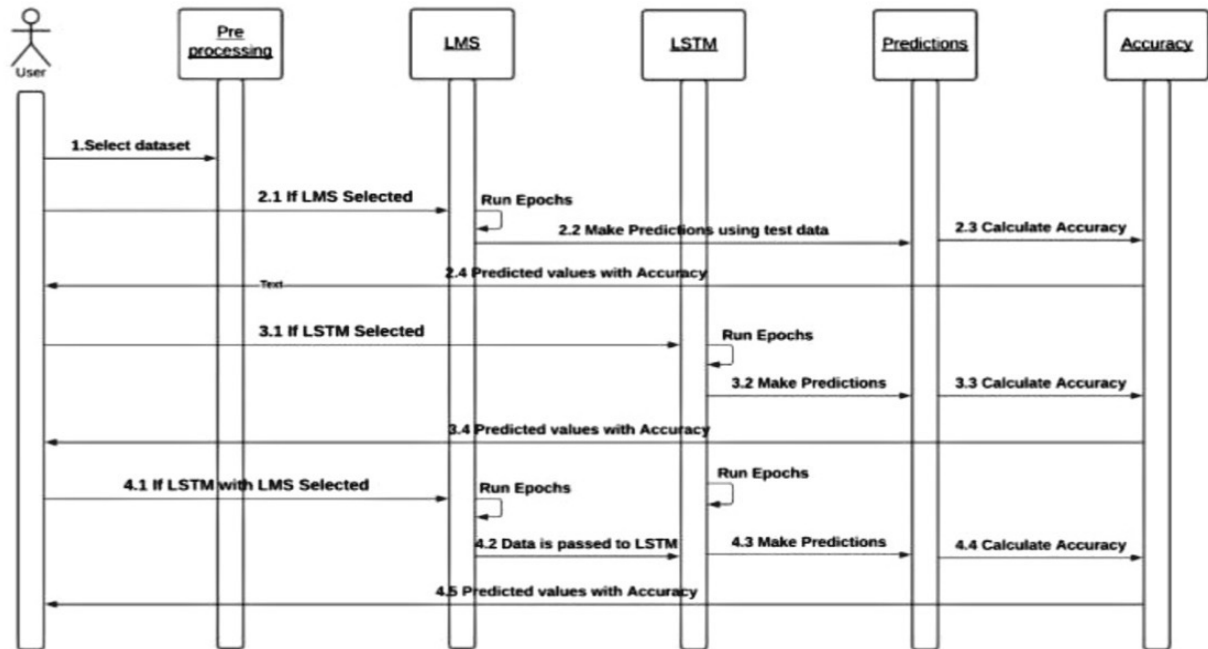 User
Pre
processing
LMS
LSTM
Predictions
Accuracy
1.Select dataset
2.1 If LMS Selected
Run Epochs
2.2 Make Predictions using test data
2.3 Calculate Accuracy
2.4 Predicted values with Accuracy
Text
3.1 If LSTM Selected
Run Epochs
3.2 Make Predictions
3.3 Calculate Accuracy
3.4 Predicted values with Accuracy
4.1 If LSTM with LMS Selected
Run Epochs
Run Epochs
4.2 Data is passed to LSTM
4.3 Make Predictions
4.4 Calculate Accuracy
4.5 Predicted values with Accuracy